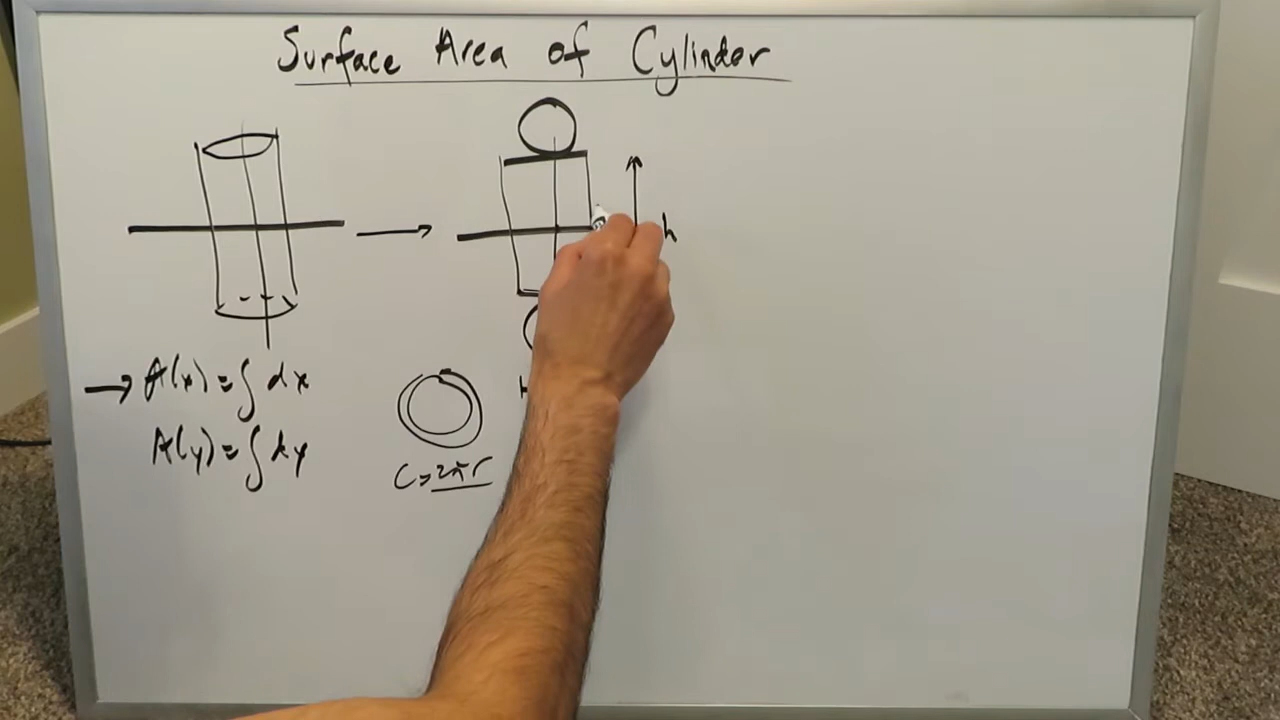 Surface Area of Cylinder
h
A(x) = ∫ dx
A(y) = ∫ dy
C = 2πr